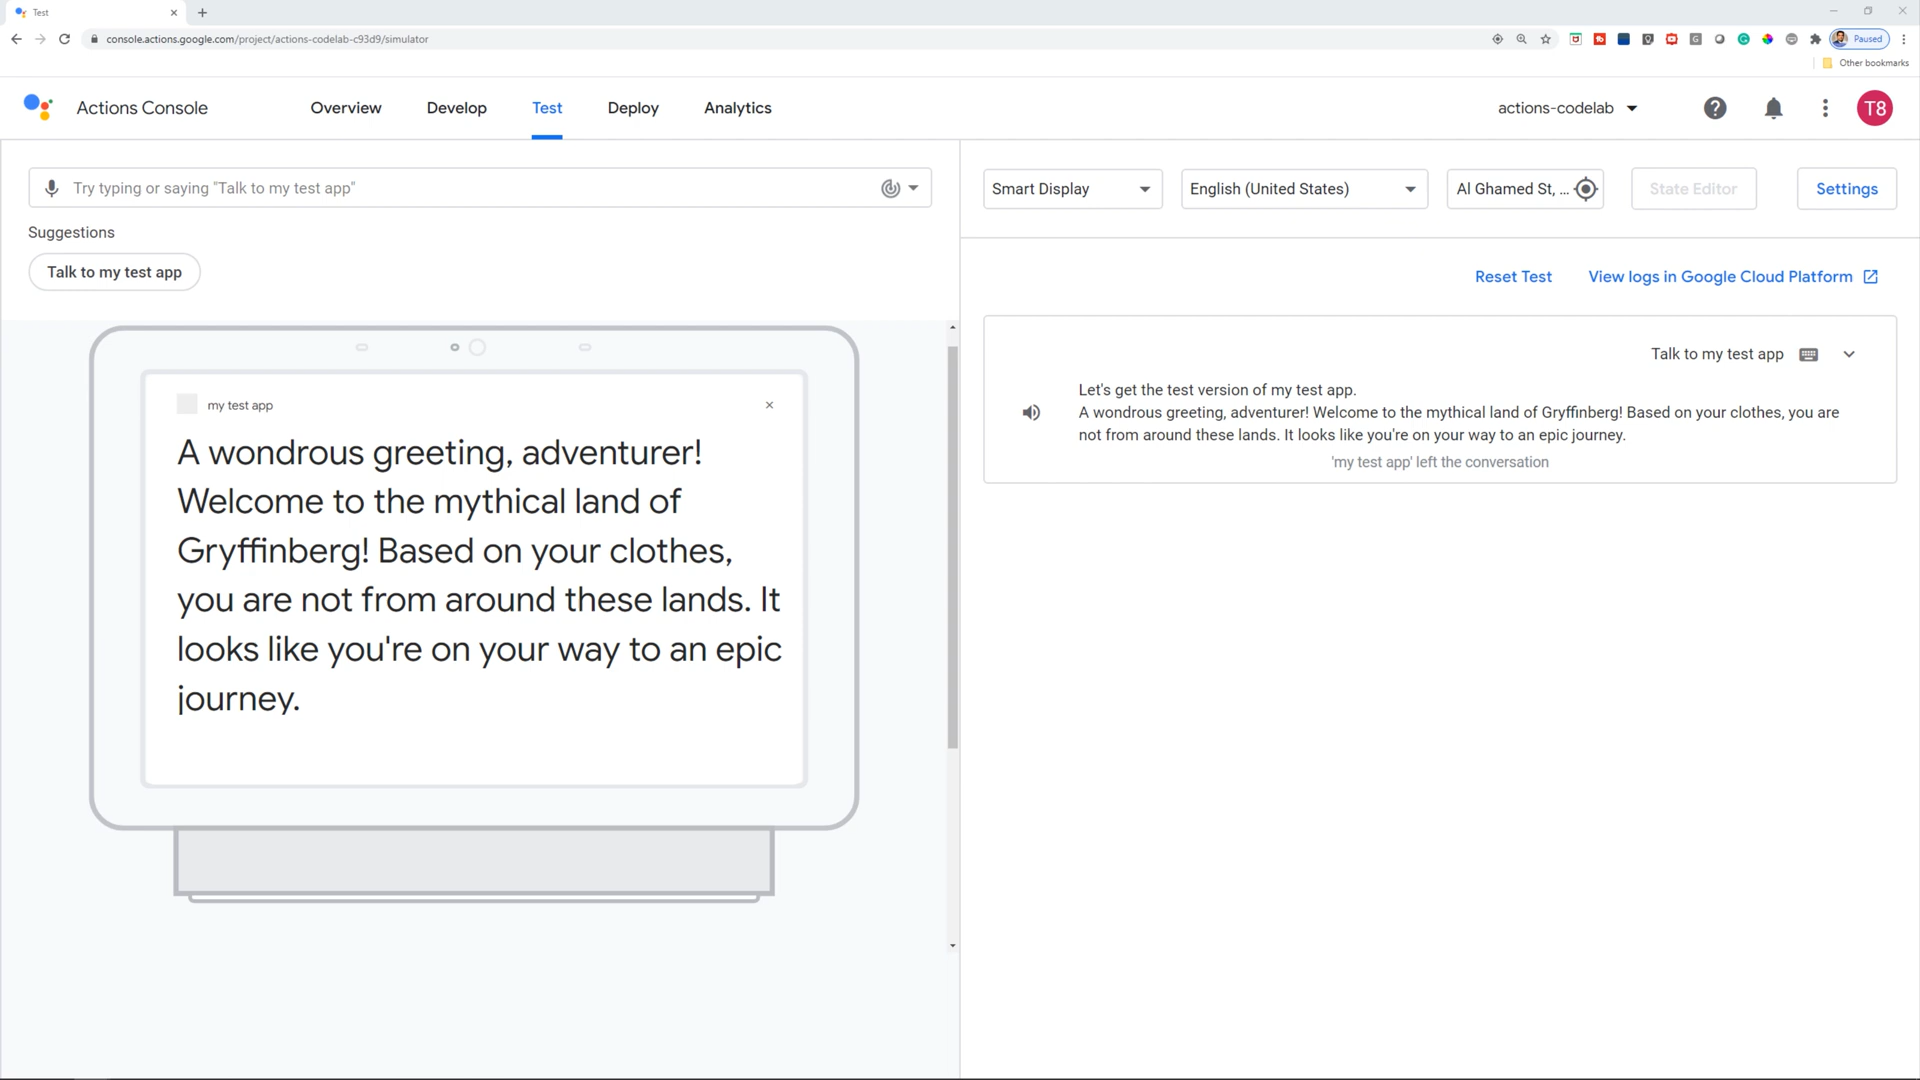 Test
console.actions.google.com/project/actions-codelab-c93d9/simulator
Paused
Other bookmarks
Actions Console
Overview
Develop
Test
Deploy
Analytics
actions-codelab
T8
Try typing or saying "Talk to my test app"
Smart Display
English (United States)
Al Ghamed St, ...
State Editor
Settings
Suggestions
Talk to my test app
Reset Test
View logs in Google Cloud Platform
my test app
A wondrous greeting, adventurer!
Welcome to the mythical land of
Gryffinberg! Based on your clothes,
you are not from around these lands. It
looks like you're on your way to an epic
journey.
Talk to my test app
Let's get the test version of my test app.
A wondrous greeting, adventurer! Welcome to the mythical land of Gryffinberg! Based on your clothes, you are
not from around these lands. It looks like you're on your way to an epic journey.
'my test app' left the conversation